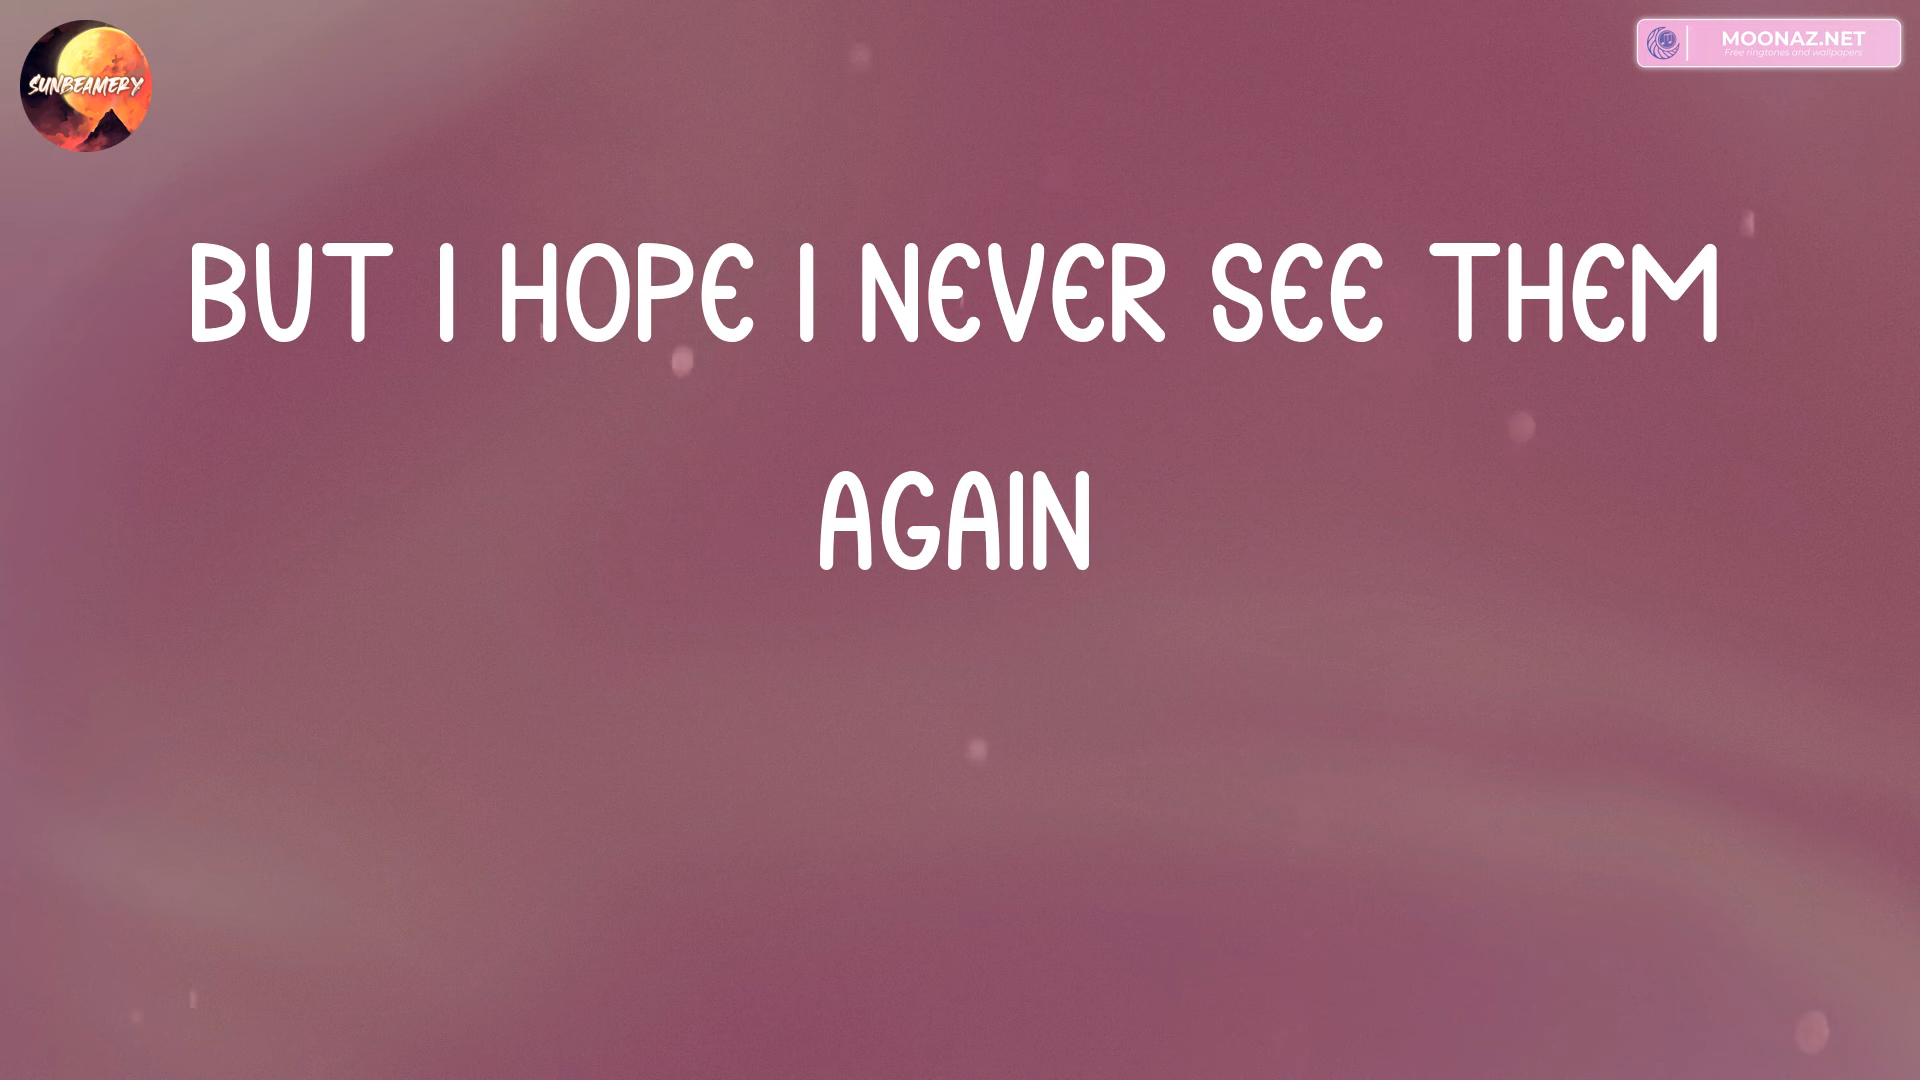 SUNBEAMERY
MOONAZ.NET
Free ringtones and wallpapers
BUT I HOPE I NEVER SEE THEM
AGAIN